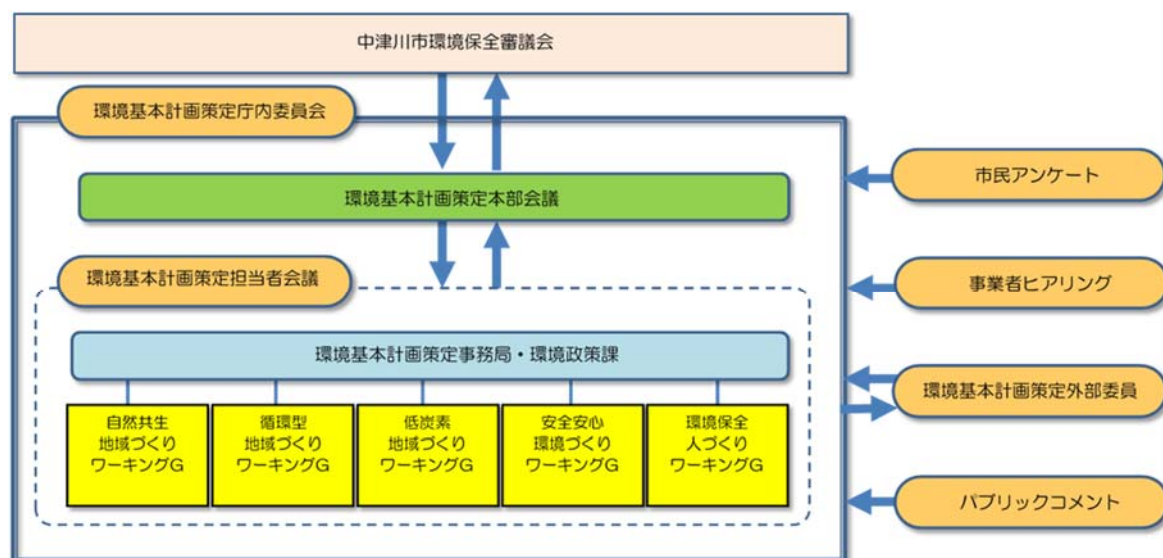 中津川市環境保全審議会
環境基本計画策定庁内委員会
環境基本計画策定本部会議
環境基本計画策定担当者会議
環境基本計画策定事務局・環境政策課
自然共生
地域づくり
ワーキングG
循環型
地域づくり
ワーキングG
低炭素
地域づくり
ワーキングG
安全安心
環境づくり
ワーキングG
環境保全
人づくり
ワーキングG
市民アンケート
事業者ヒアリング
環境基本計画策定外部委員
パブリックコメント